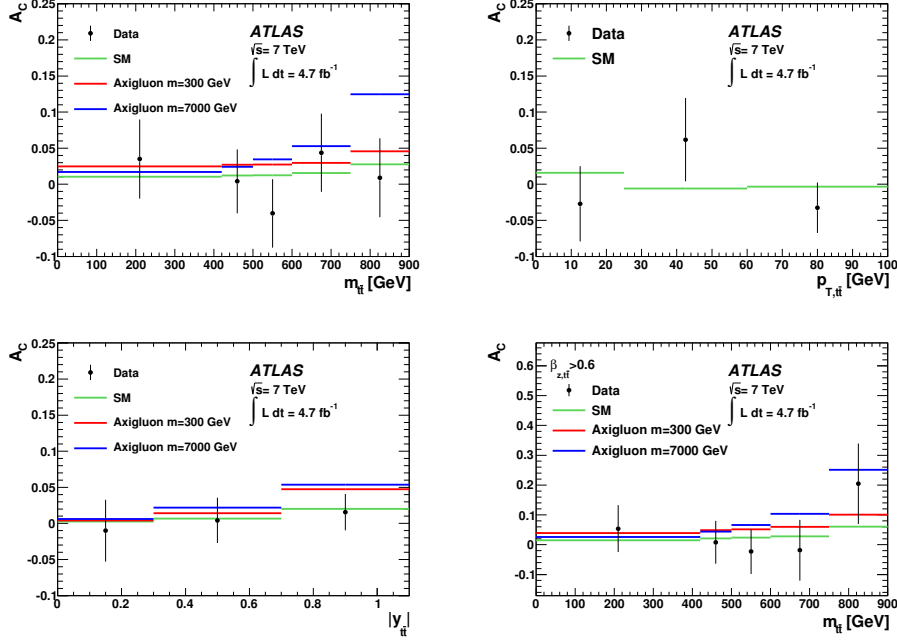 A_C
0.25
0.2
0.15
0.1
0.05
0
-0.05
-0.1
Data
SM
Axigluon m=300 GeV
Axigluon m=7000 GeV
ATLAS
√s= 7 TeV
∫ L dt = 4.7 fb⁻¹
0 100 200 300 400 500 600 700 800 900
m_tt̄ [GeV]
A_C
0.25
0.2
0.15
0.1
0.05
0
-0.05
-0.1
Data
SM
ATLAS
√s= 7 TeV
∫ L dt = 4.7 fb⁻¹
0 10 20 30 40 50 60 70 80 90 100
p_T,tt̄ [GeV]
A_C
0.25
0.2
0.15
0.1
0.05
0
-0.05
-0.1
Data
SM
Axigluon m=300 GeV
Axigluon m=7000 GeV
ATLAS
√s= 7 TeV
∫ L dt = 4.7 fb⁻¹
0 0.2 0.4 0.6 0.8 1
|y_tt̄|
A_C
0.6
0.5
0.4
0.3
0.2
0.1
0
-0.1
β_z,tt̄>0.6
Data
SM
Axigluon m=300 GeV
Axigluon m=7000 GeV
ATLAS
√s= 7 TeV
∫ L dt = 4.7 fb⁻¹
0 100 200 300 400 500 600 700 800 900
m_tt̄ [GeV]